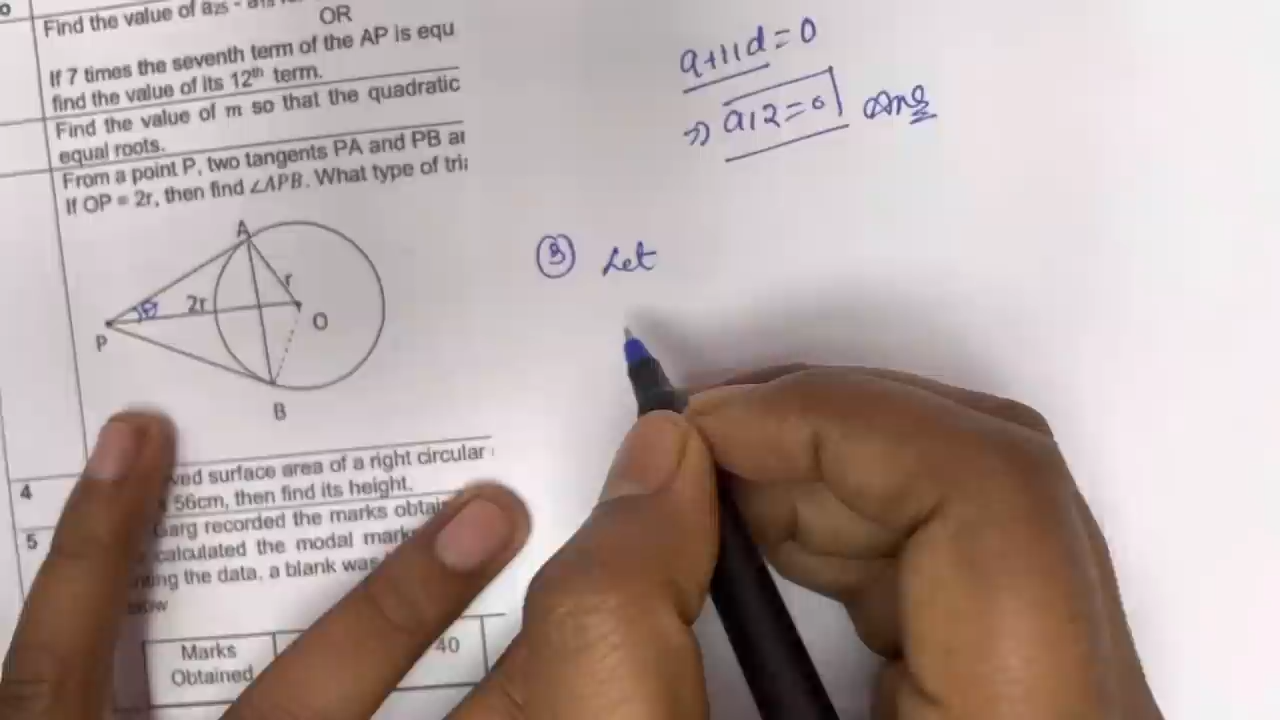 Find the value of a25 -
OR
If 7 times the seventh term of the AP is equ
find the value of its 12th term.
Find the value of m so that the quadratic
equal roots.
From a point P, two tangents PA and PB
If OP = 2r, then find ∠APB. What type of
A
r
θ
2r
O
P
B
4
ved surface area of a right circular
56cm, then find its height.
5
Garg recorded the marks
calculated the modal
the data, a blank was
Marks
Obtained
40
a+11d=0
⇒ a12=0 Ans
③ Let